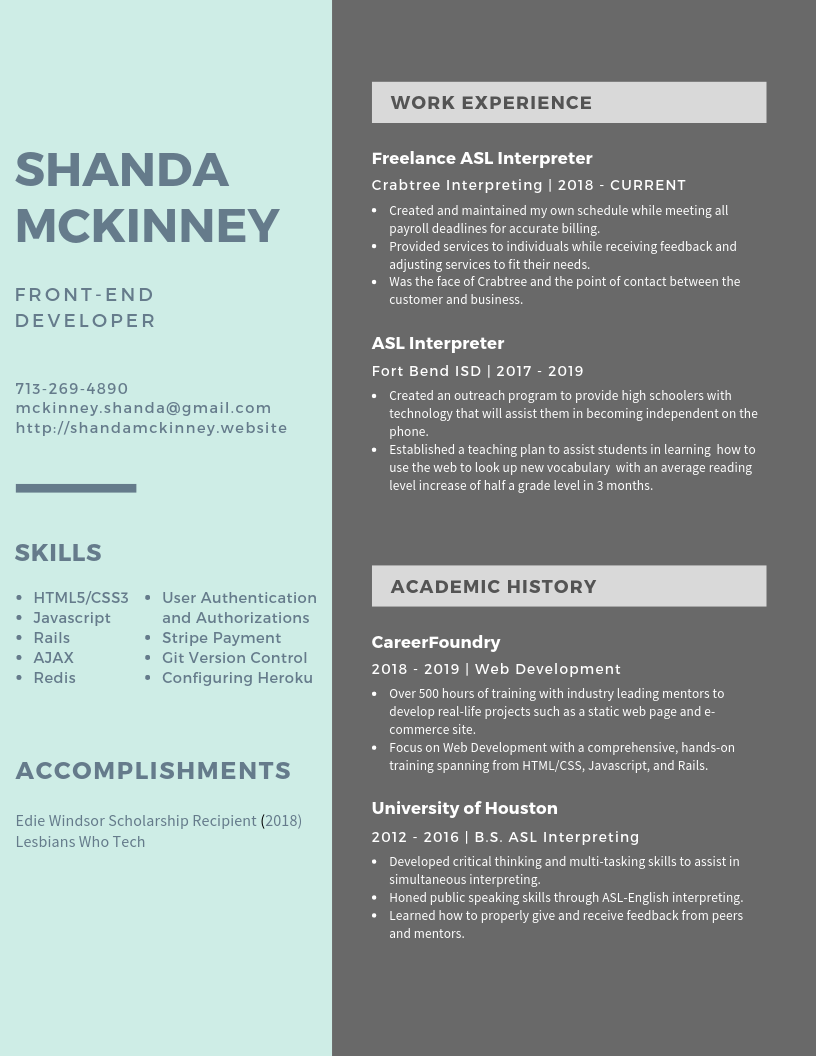 SHANDA
MCKINNEY
FRONT-END
DEVELOPER
713-269-4890
mckinney.shanda@gmail.com
http://shandamckinney.website
SKILLS
• HTML5/CSS3
• Javascript
• Rails
• AJAX
• Redis
• User Authentication
and Authorizations
• Stripe Payment
• Git Version Control
• Configuring Heroku
ACCOMPLISHMENTS
Edie Windsor Scholarship Recipient (2018)
Lesbians Who Tech
WORK EXPERIENCE
Freelance ASL Interpreter
Crabtree Interpreting | 2018 - CURRENT
• Created and maintained my own schedule while meeting all
payroll deadlines for accurate billing.
• Provided services to individuals while receiving feedback and
adjusting services to fit their needs.
• Was the face of Crabtree and the point of contact between the
customer and business.
ASL Interpreter
Fort Bend ISD | 2017 - 2019
• Created an outreach program to provide high schoolers with
technology that will assist them in becoming independent on the
phone.
• Established a teaching plan to assist students in learning how to
use the web to look up new vocabulary with an average reading
level increase of half a grade level in 3 months.
ACADEMIC HISTORY
CareerFoundry
2018 - 2019 | Web Development
• Over 500 hours of training with industry leading mentors to
develop real-life projects such as a static web page and e-
commerce site.
• Focus on Web Development with a comprehensive, hands-on
training spanning from HTML/CSS, Javascript, and Rails.
University of Houston
2012 - 2016 | B.S. ASL Interpreting
• Developed critical thinking and multi-tasking skills to assist in
simultaneous interpreting.
• Honed public speaking skills through ASL-English interpreting.
• Learned how to properly give and receive feedback from peers
and mentors.